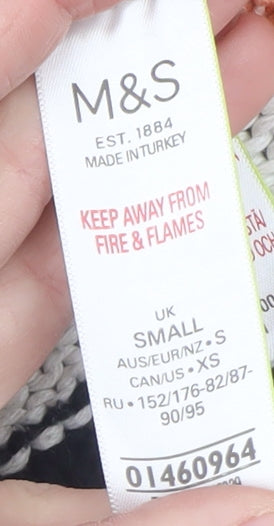 M&S
EST. 1884
MADE IN TURKEY
KEEP AWAY FROM
FIRE & FLAMES
UK
SMALL
AUS/EUR/NZ • S
CAN/US • XS
RU • 152/176-82/87-
90/95
01460964